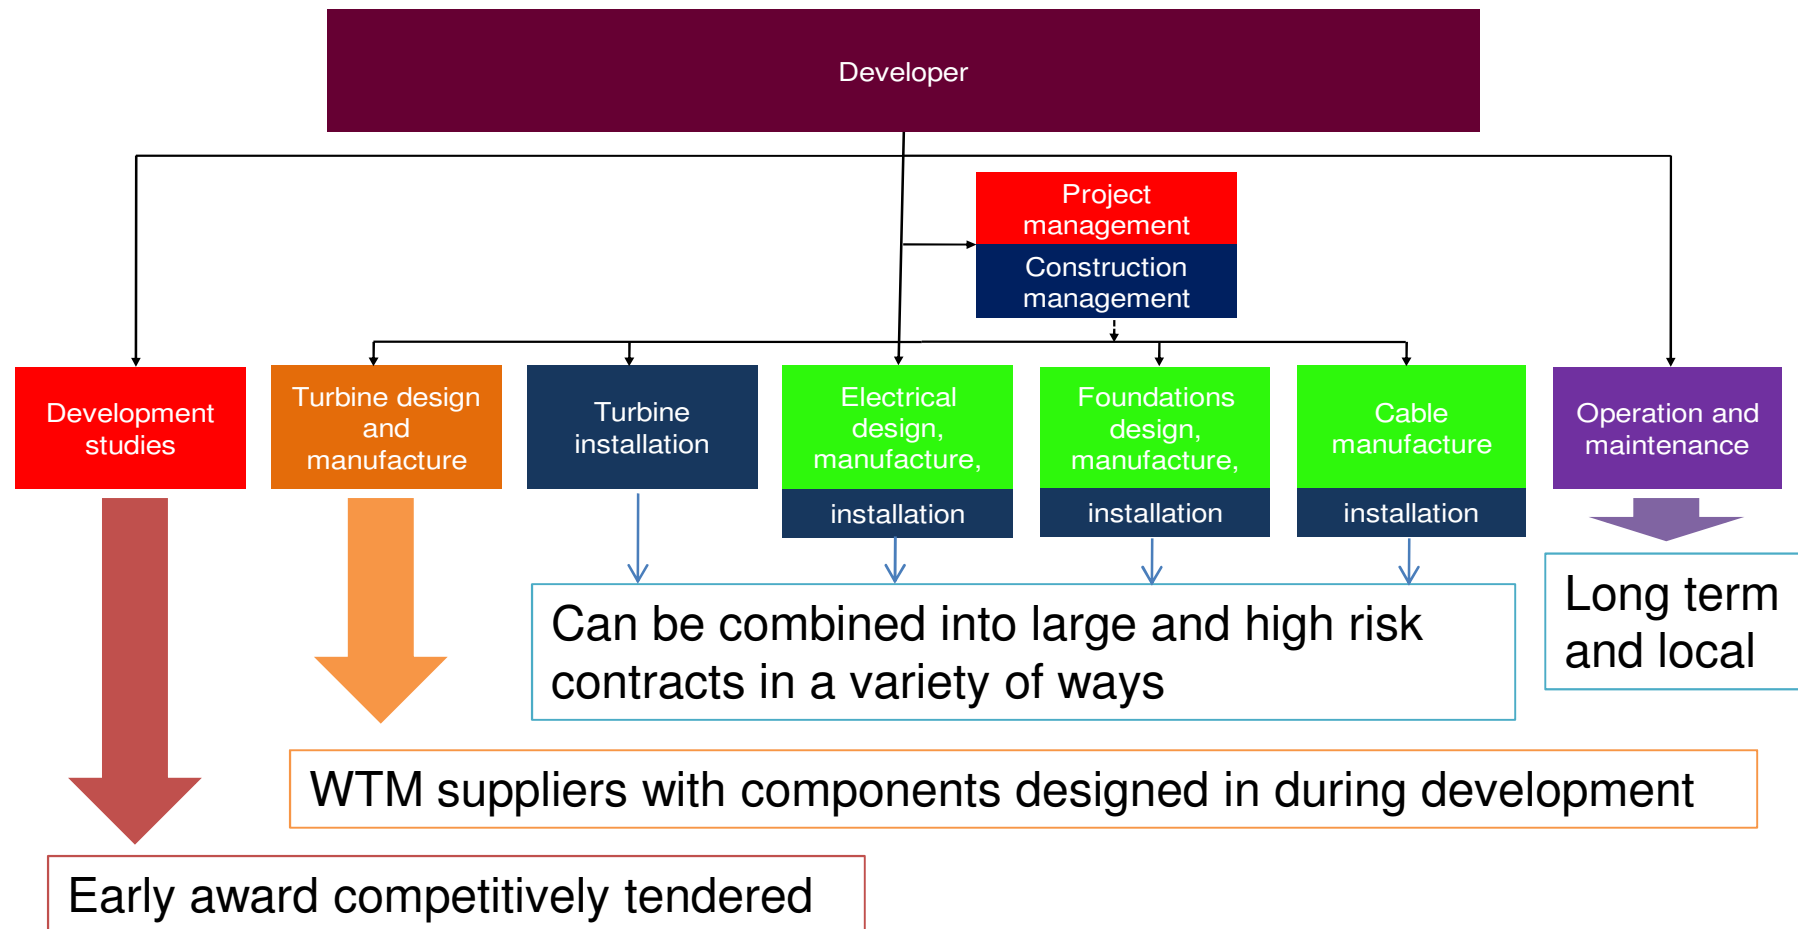 Developer
Project
management
Construction
management
Development
studies
Turbine design
and
manufacture
Turbine
installation
Electrical
design,
manufacture,
installation
Foundations
design,
manufacture,
installation
Cable
manufacture
installation
Operation and
maintenance
Can be combined into large and high risk
contracts in a variety of ways
Long term
and local
WTM suppliers with components designed in during development
Early award competitively tendered